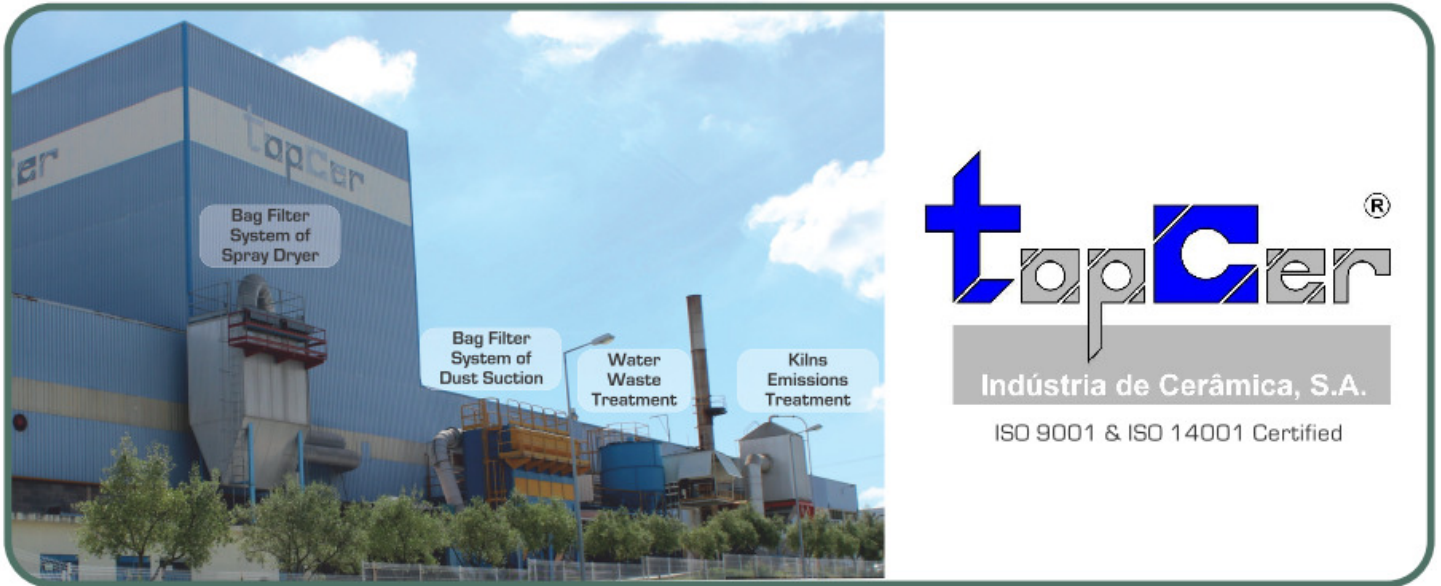 er
topCer
Bag Filter
System of
Spray Dryer
Bag Filter
System of
Dust Suction
Water
Waste
Treatment
Kilns
Emissions
Treatment
topCer
®
Indústria de Cerâmica, S.A.
ISO 9001 & ISO 14001 Certified